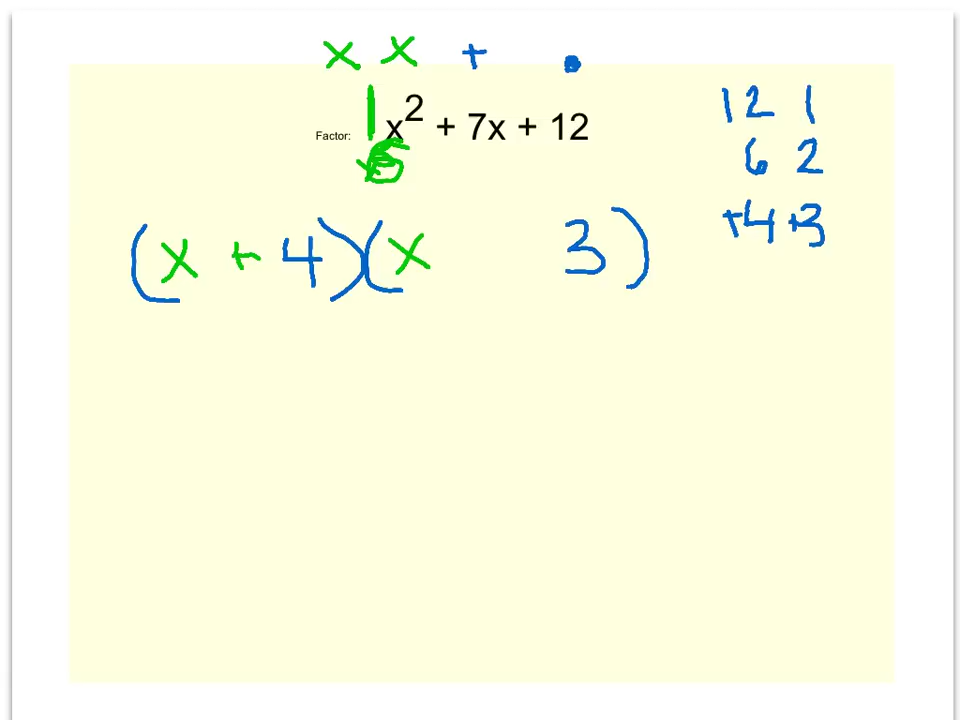 x x + •
Factor: 1x² + 7x + 12
12 1
6 2
+4 +3
(x + 4)(x 3)